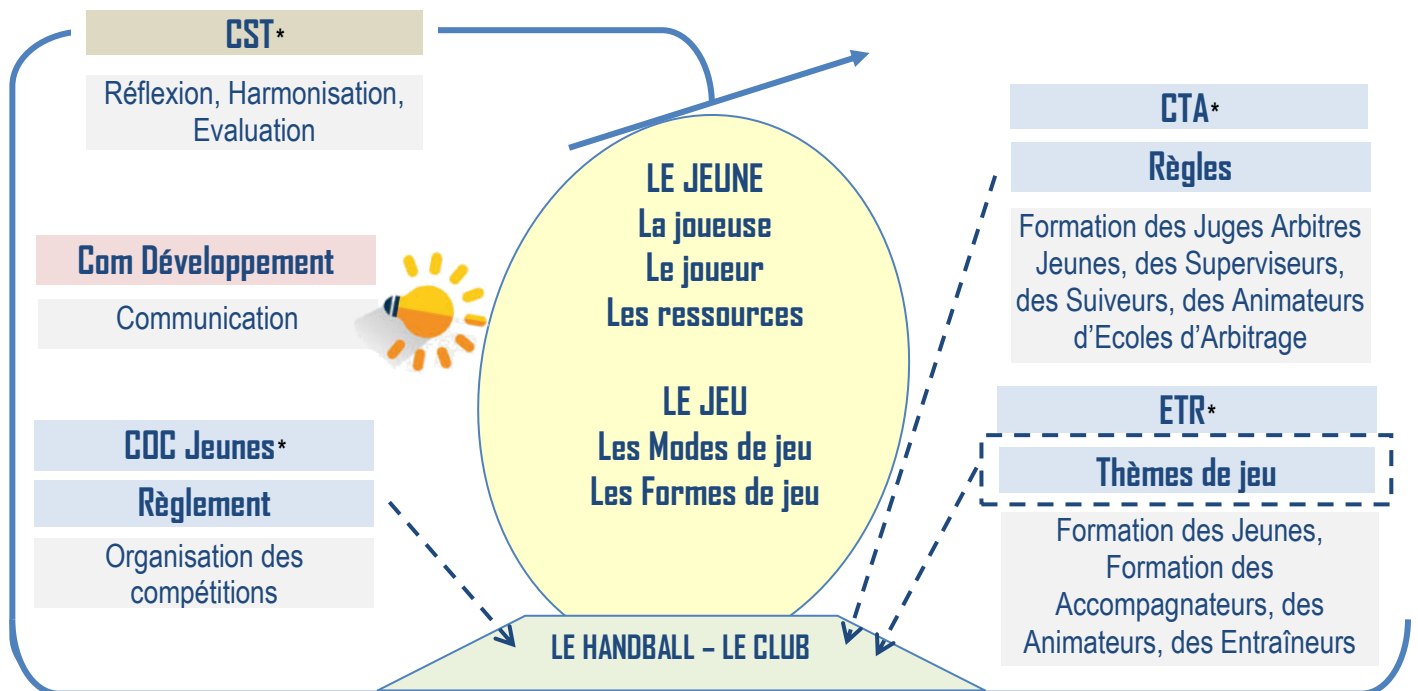 CST*
Réflexion, Harmonisation,
Evaluation
Com Développement
Communication
COC Jeunes*
Règlement
Organisation des
compétitions
LE JEUNE
La joueuse
Le joueur
Les ressources
LE JEU
Les Modes de jeu
Les Formes de jeu
LE HANDBALL – LE CLUB
CTA*
Règles
Formation des Juges Arbitres
Jeunes, des Superviseurs,
des Suiveurs, des Animateurs
d'Ecoles d'Arbitrage
ETR*
Thèmes de jeu
Formation des Jeunes,
Formation des
Accompagnateurs, des
Animateurs, des Entraîneurs